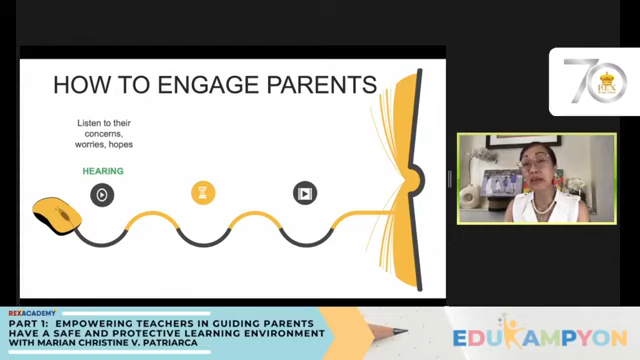 HOW TO ENGAGE PARENTS
Listen to their
concerns,
worries, hopes
HEARING
70
REX
REXACADEMY
PART 1: EMPOWERING TEACHERS IN GUIDING PARENTS
HAVE A SAFE AND PROTECTIVE LEARNING ENVIRONMENT
WITH MARIAN CHRISTINE V. PATRIARCA
EDUKAMPYON